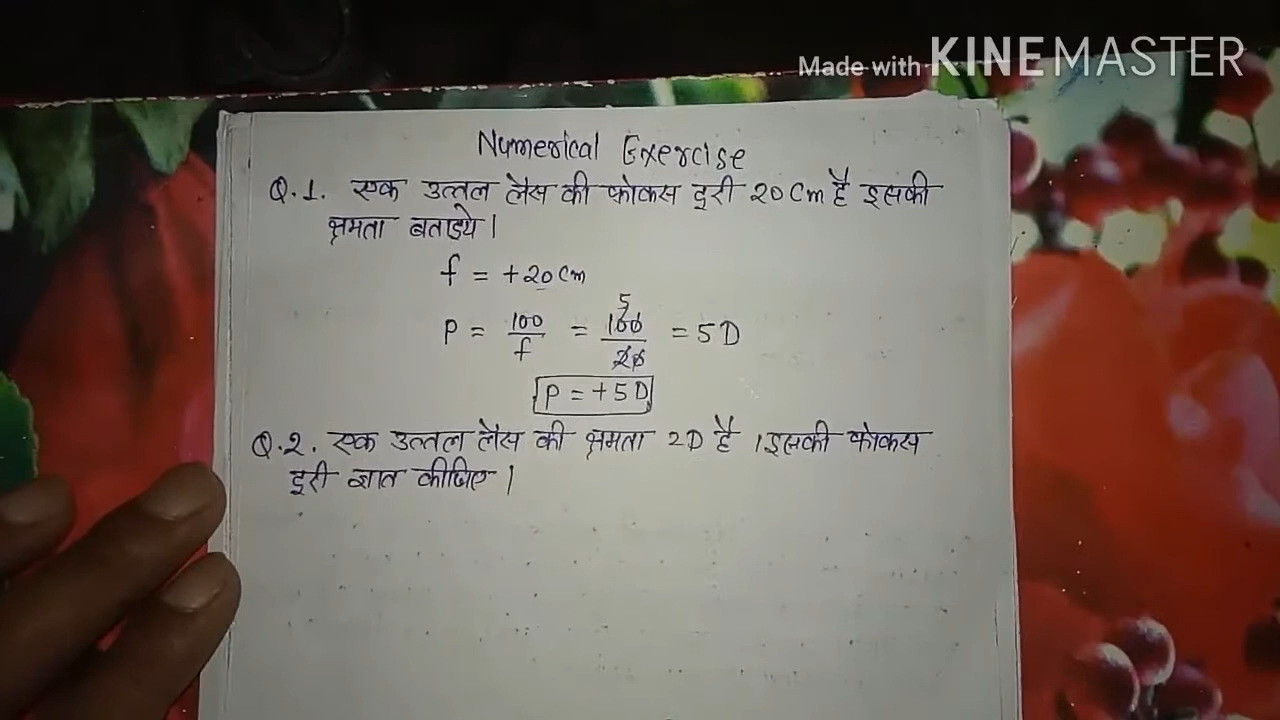 Made with KINEMASTER
Numerical Exercise
Q.1. एक उत्तल लैंस की फोकस दुरी 20 Cm है इसकी
क्षमता बताइये।
f = +20 Cm
P = 100/f = 100/20 5 = 5 D
P = +5D
Q.2. एक उत्तल लैंस की क्षमता 2D है । इसकी फोकस
दुरी ज्ञात कीजिए।